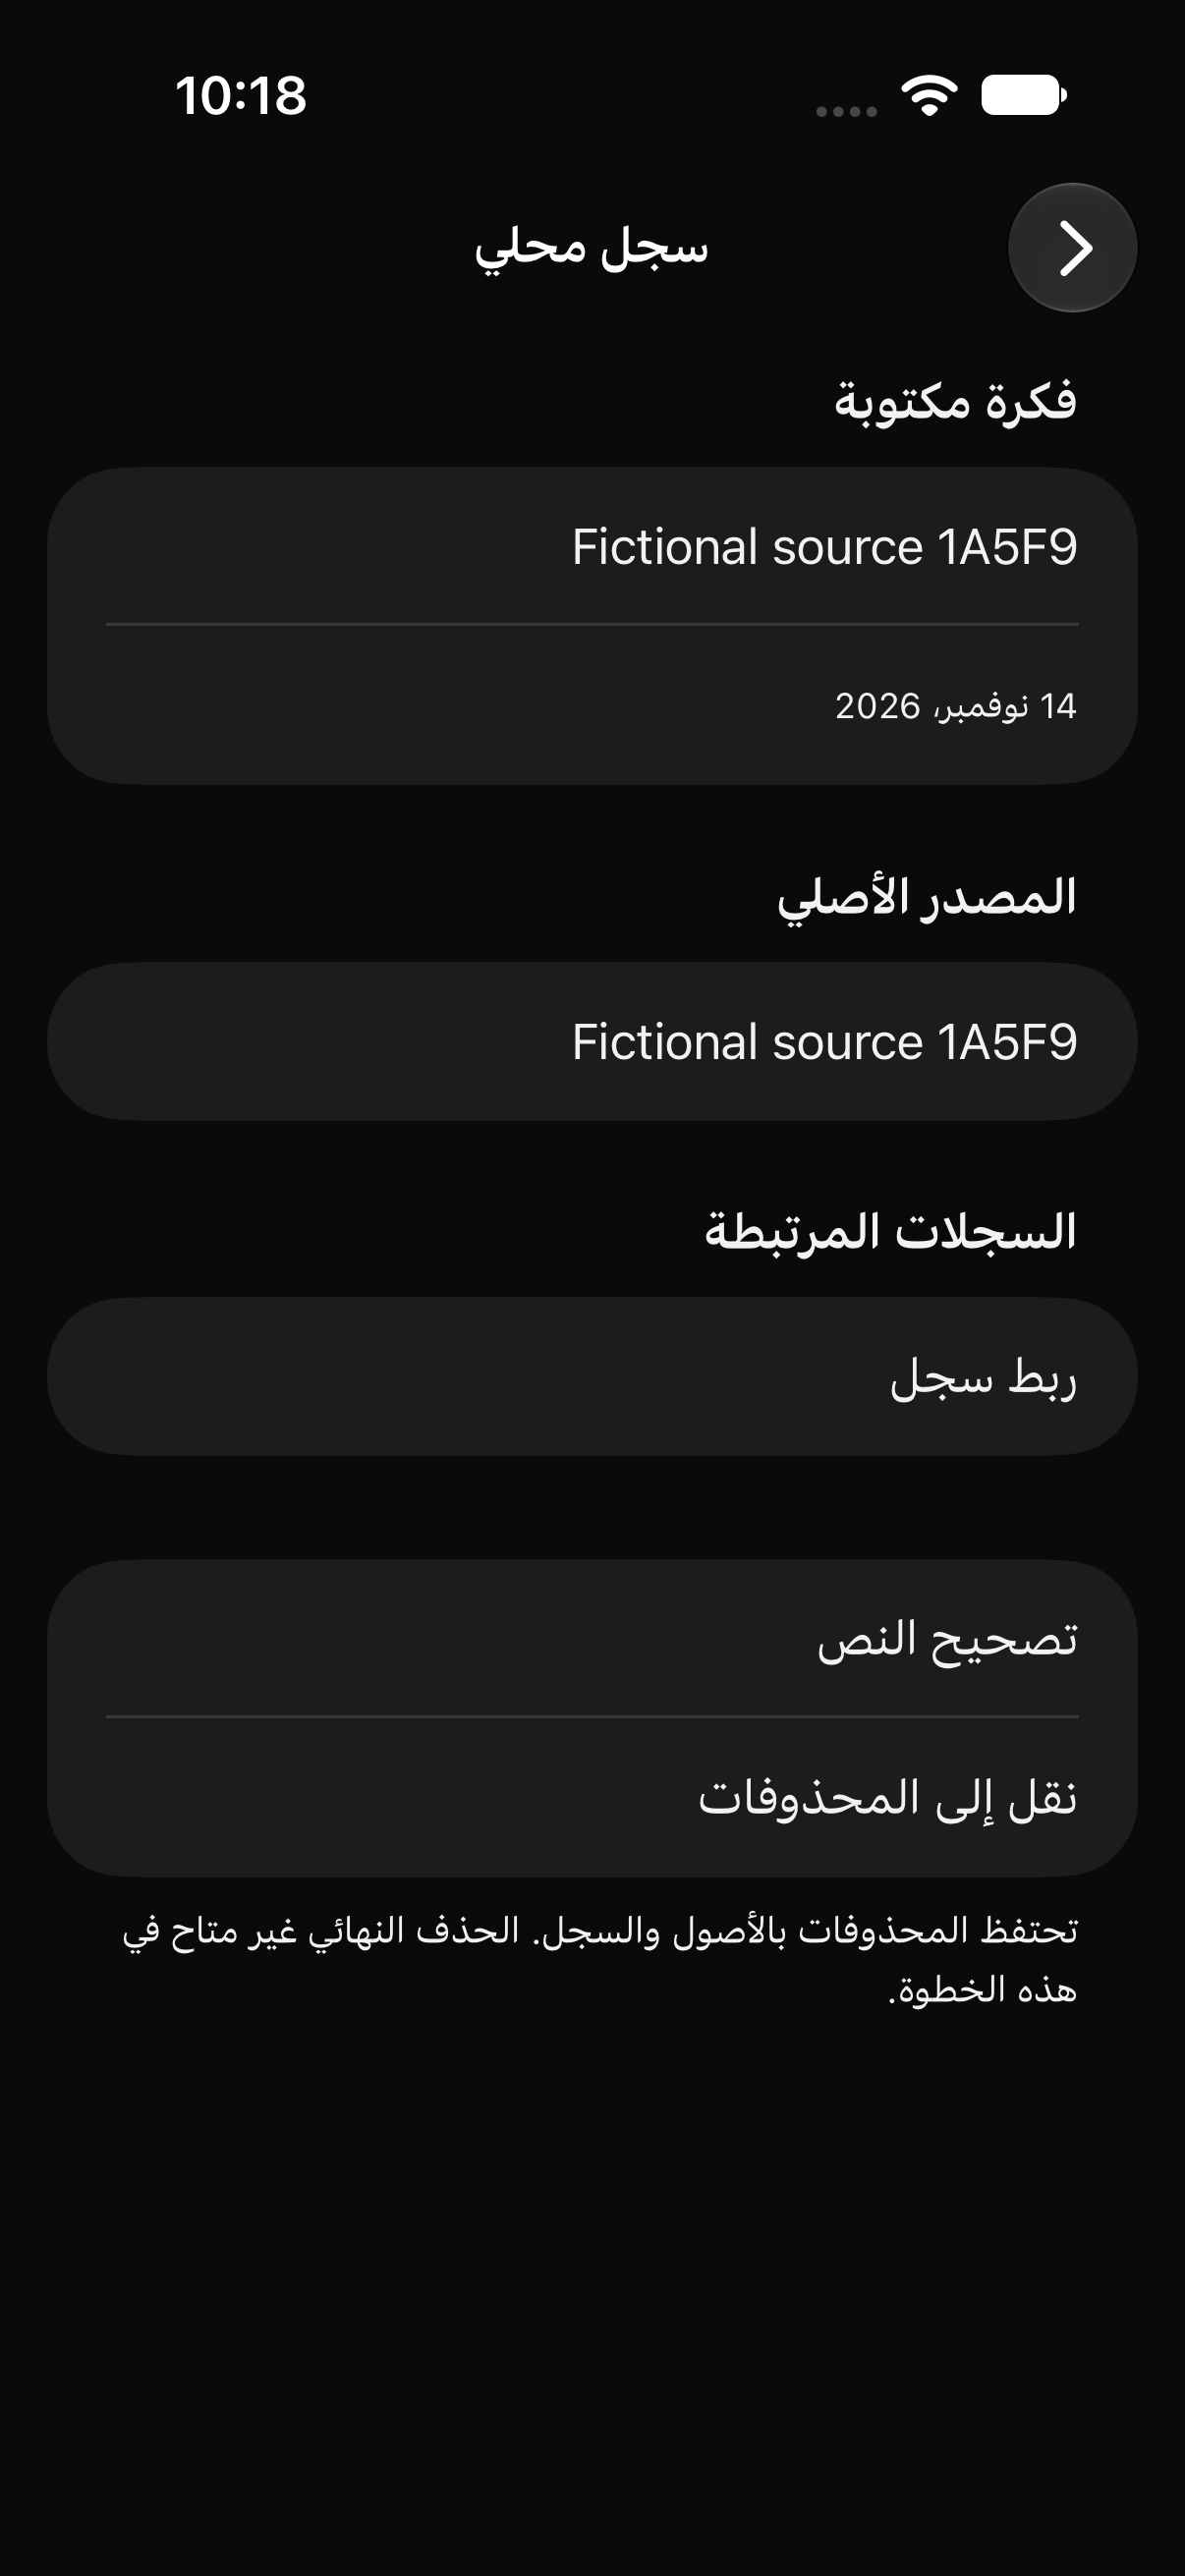 10:18
سجل محلي
فكرة مكتوبة
Fictional source 1A5F9
14 نوفمبر، 2026
المصدر الأصلي
Fictional source 1A5F9
السجلات المرتبطة
ربط سجل
تصحيح النص
نقل إلى المحذوفات
تحتفظ المحذوفات بالأصول والسجل. الحذف النهائي غير متاح في
هذه الخطوة.